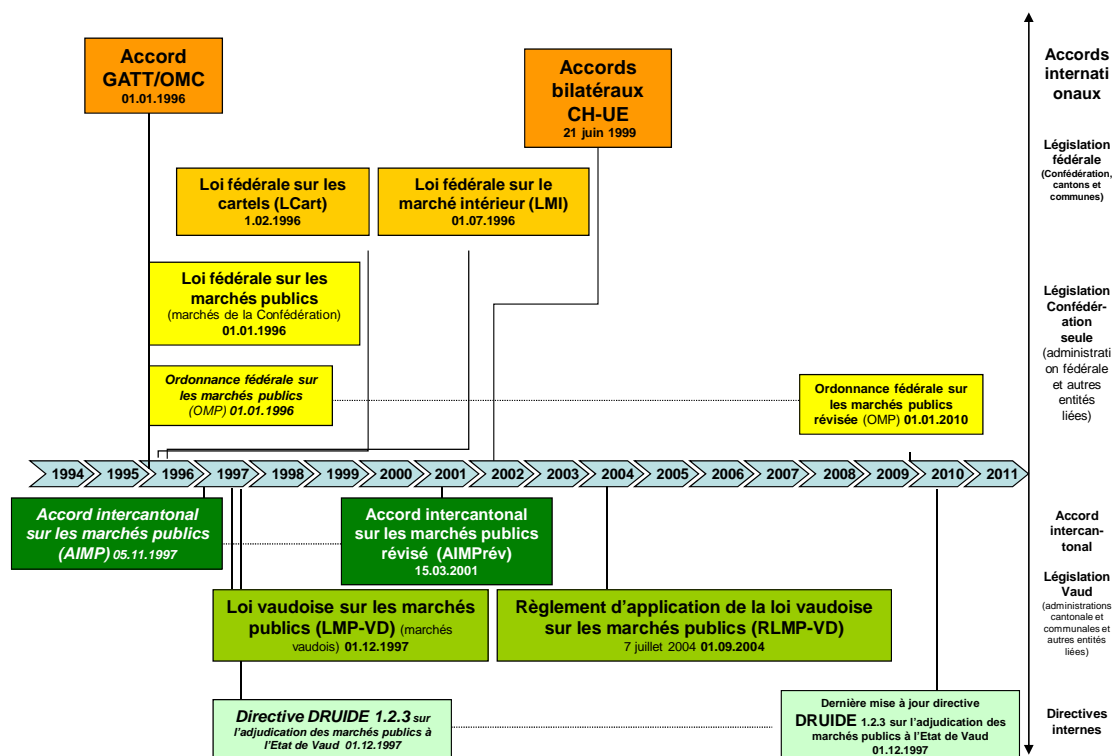 Accord
GATT/OMC
01.01.1996
Accords
bilatéraux
CH-UE
21 juin 1999
Accords
internati
onaux
Loi fédérale sur les
cartels (LCart)
1.02.1996
Loi fédérale sur le
marché intérieur (LMI)
01.07.1996
Législation
fédérale
(Confédération,
cantons et
communes)
Loi fédérale sur les
marchés publics
(marchés de la Confédération)
01.01.1996
Législation
Confédér-
ation
seule
(administrati
on fédérale
et autres
entités
liées)
Ordonnance fédérale sur
les marchés publics
(OMP) 01.01.1996
Ordonnance fédérale sur
les marchés publics
révisée (OMP) 01.01.2010
1994 1995 1996 1997 1998 1999 2000 2001 2002 2003 2004 2005 2006 2007 2008 2009 2010 2011
Accord intercantonal
sur les marchés publics
(AIMP) 05.11.1997
Accord intercantonal
sur les marchés publics
révisé (AIMPrév)
15.03.2001
Accord
intercan-
tonal
Loi vaudoise sur les marchés
publics (LMP-VD) (marchés
vaudois) 01.12.1997
Règlement d'application de la loi vaudoise
sur les marchés publics (RLMP-VD)
7 juillet 2004 01.09.2004
Législation
Vaud
(administrations
cantonale et
communales et
autres entités
liées)
Directive DRUIDE 1.2.3 sur
l'adjudication des marchés publics à
l'Etat de Vaud 01.12.1997
Dernière mise à jour directive
DRUIDE 1.2.3 sur l'adjudication des
marchés publics à l'Etat de Vaud
01.12.1997
Directives
internes